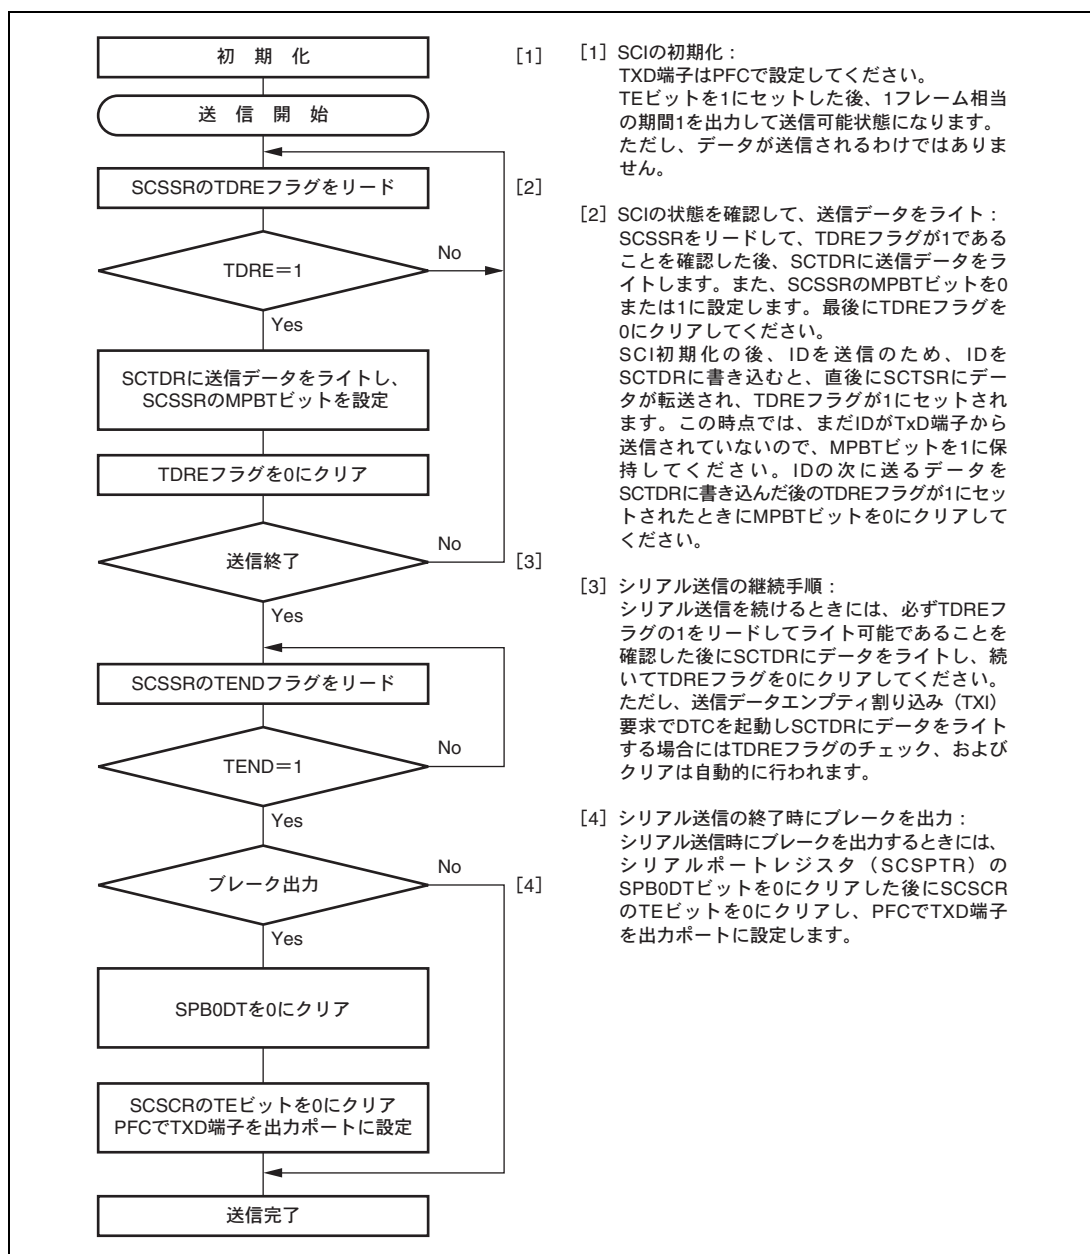 初 期 化 [1]
送 信 開 始
SCSSRのTDREフラグをリード [2]
TDRE＝1
No
Yes
SCTDRに送信データをライトし、
SCSSRのMPBTビットを設定
TDREフラグを0にクリア
送信終了
No
[3]
Yes
SCSSRのTENDフラグをリード
TEND＝1
No
Yes
ブレーク出力
No
[4]
Yes
SPB0DTを0にクリア
SCSCRのTEビットを0にクリア
PFCでTXD端子を出力ポートに設定
送信完了
[1] SCIの初期化：
TXD端子はPFCで設定してください。
TEビットを1にセットした後、1フレーム相当
の期間1を出力して送信可能状態になります。
ただし、データが送信されるわけではありま
せん。
[2] SCIの状態を確認して、送信データをライト：
SCSSRをリードして、TDREフラグが1である
ことを確認した後、SCTDRに送信データをラ
イトします。また、SCSSRのMPBTビットを0
または1に設定します。最後にTDREフラグを
0にクリアしてください。
SCI初期化の後、IDを送信のため、IDを
SCTDRに書き込むと、直後にSCTSRにデー
タが転送され、TDREフラグが1にセットされ
ます。この時点では、まだIDがTxD端子から
送信されていないので、MPBTビットを1に保
持してください。IDの次に送るデータを
SCTDRに書き込んだ後のTDREフラグが1にセッ
トされたときにMPBTビットを0にクリアして
ください。
[3] シリアル送信の継続手順：
シリアル送信を続けるときには、必ずTDREフ
ラグの1をリードしてライト可能であることを
確認した後にSCTDRにデータをライトし、続
いてTDREフラグを0にクリアしてください。
ただし、送信データエンプティ割り込み（TXI）
要求でDTCを起動しSCTDRにデータをライト
する場合にはTDREフラグのチェック、および
クリアは自動的に行われます。
[4] シリアル送信の終了時にブレークを出力：
シリアル送信時にブレークを出力するときには、
シリアルポートレジスタ（SCSPTR）の
SPB0DTビットを0にクリアした後にSCSCR
のTEビットを0にクリアし、PFCでTXD端子
を出力ポートに設定します。